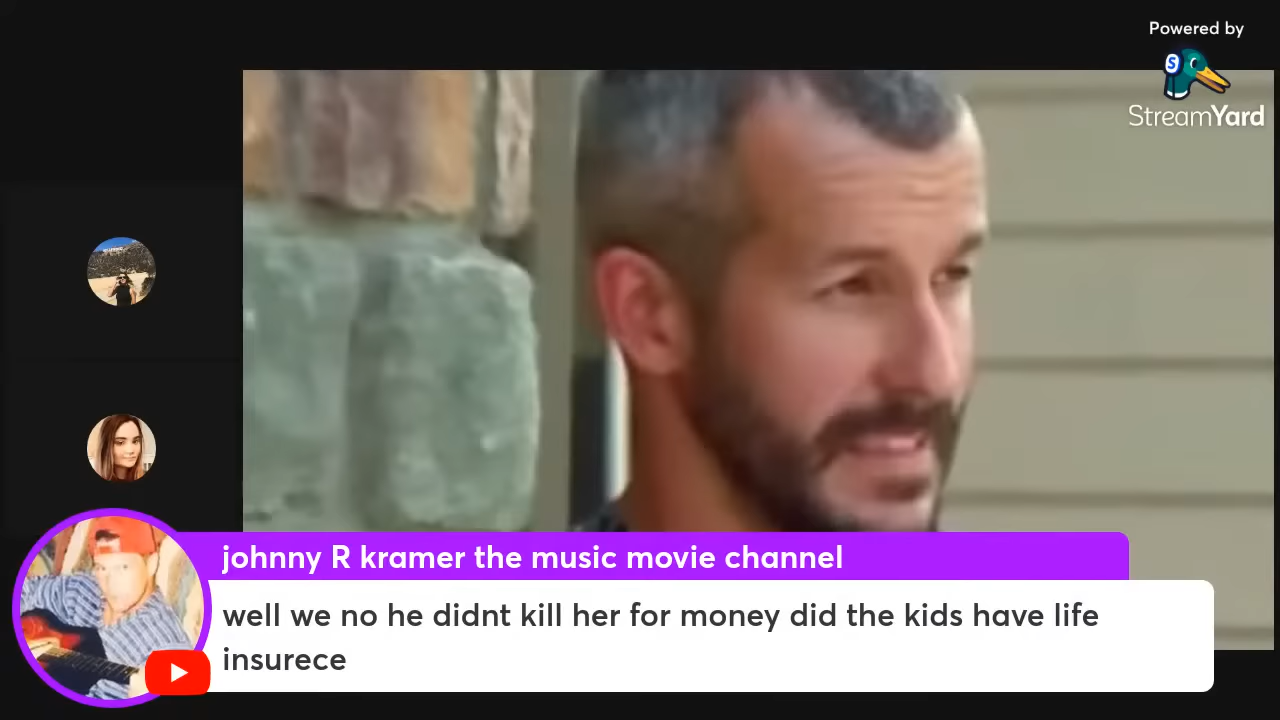 Powered by
StreamYard
johnny R kramer the music movie channel
well we no he didnt kill her for money did the kids have life
insurece